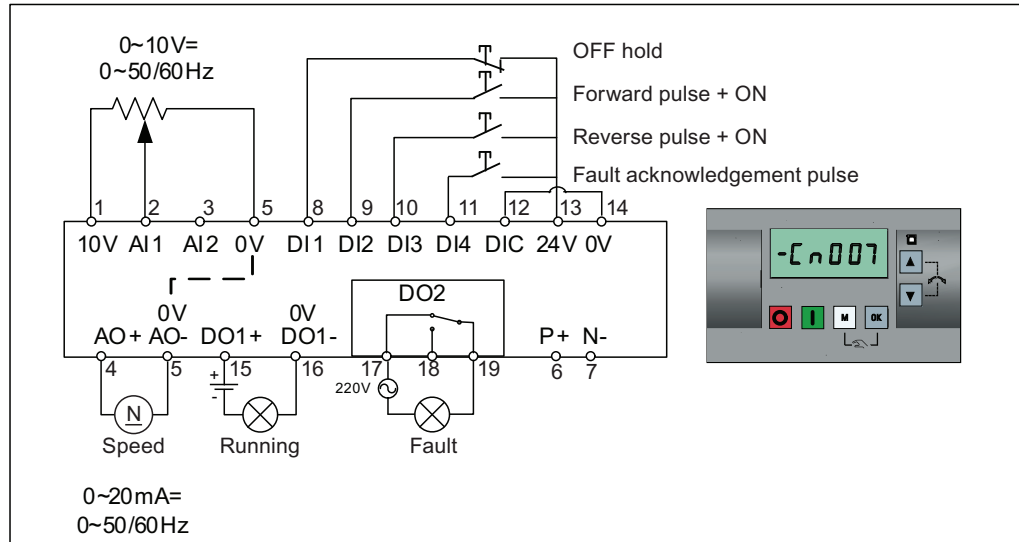 0~10V=
0~50/60Hz
OFF hold
Forward pulse + ON
Reverse pulse + ON
Fault acknowledgement pulse
1 2 3 5 8 9 10 11 12 13 14
10V AI1 AI2 0V DI1 DI2 DI3 DI4 DIC 24V 0V
-Cn007
M OK
DO2
0V 0V
AO+ AO- DO1+ DO1- P+ N-
4 5 15 16 17 18 19 6 7
+
-
220V
N
Speed Running Fault
0~20mA=
0~50/60Hz